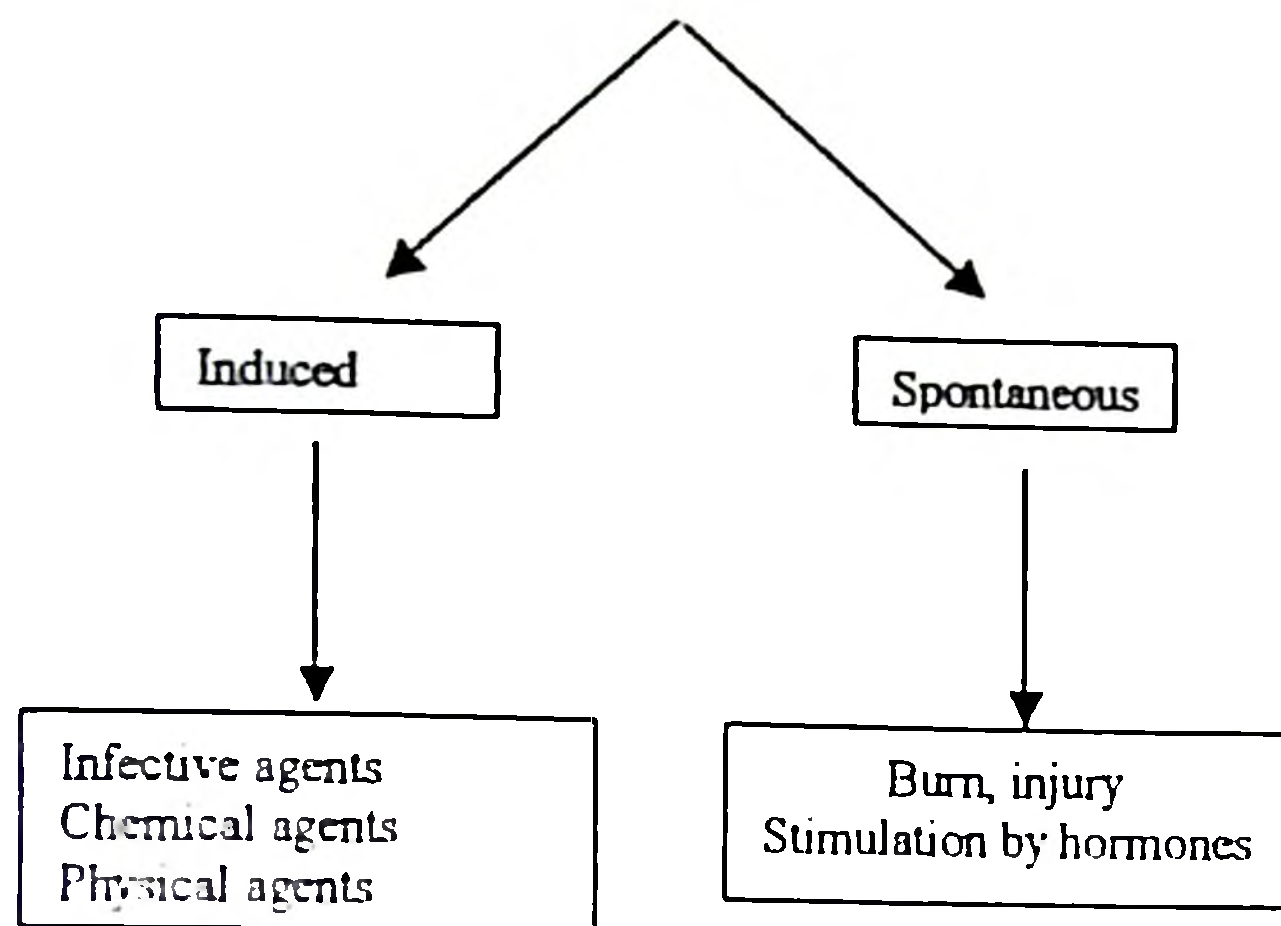 Induced
Spontaneous
Infective agents
Chemical agents
Physical agents
Burn, injury
Stimulation by hormones